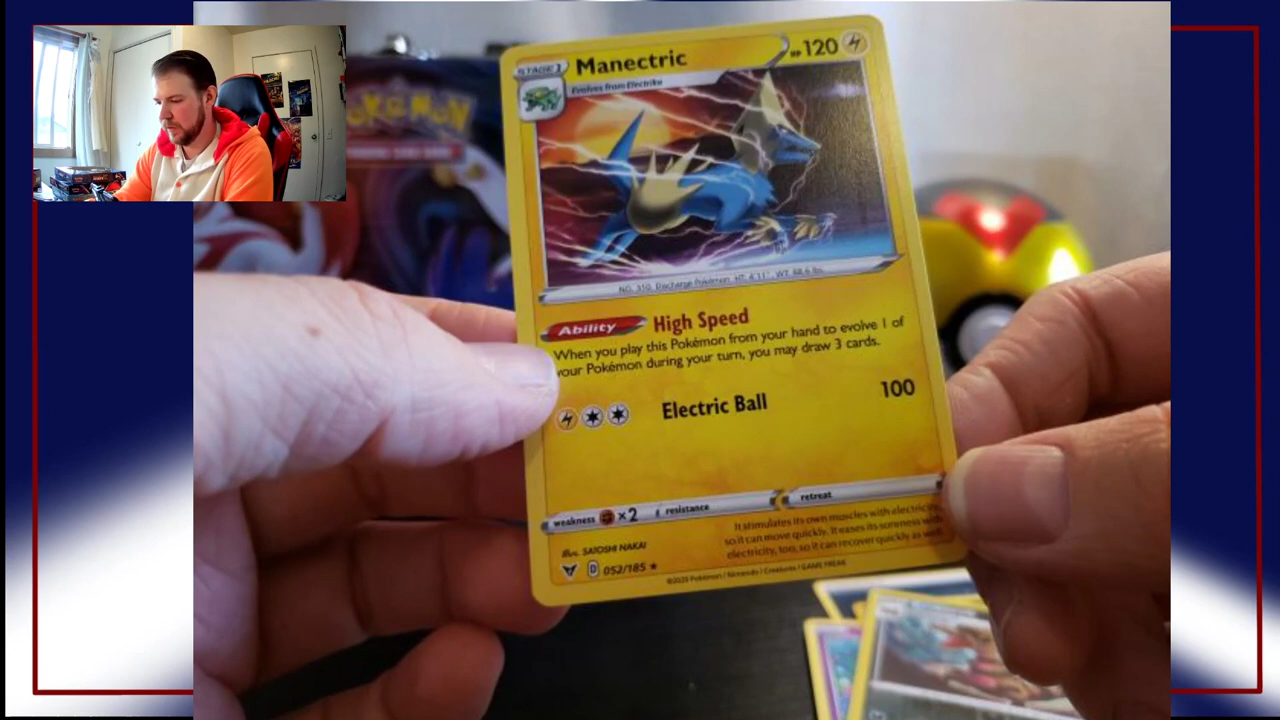 POKEMON
STAGE 1
Manectric
HP 120
Evolves from Electrike
NO. 310 Discharge Pokémon HT: 4'11" WT: 88.6 lbs.
Ability High Speed
When you play this Pokémon from your hand to evolve 1 of
your Pokémon during your turn, you may draw 3 cards.
Electric Ball 100
weakness ×2 resistance retreat
It stimulates its own muscles with electricity,
so it can move quickly. It eases its soreness with
electricity, too, so it can recover quickly as well.
Illus. SATOSHI NAKAI
D 052/185 ★
©2020 Pokémon / Nintendo / Creatures / GAME FREAK